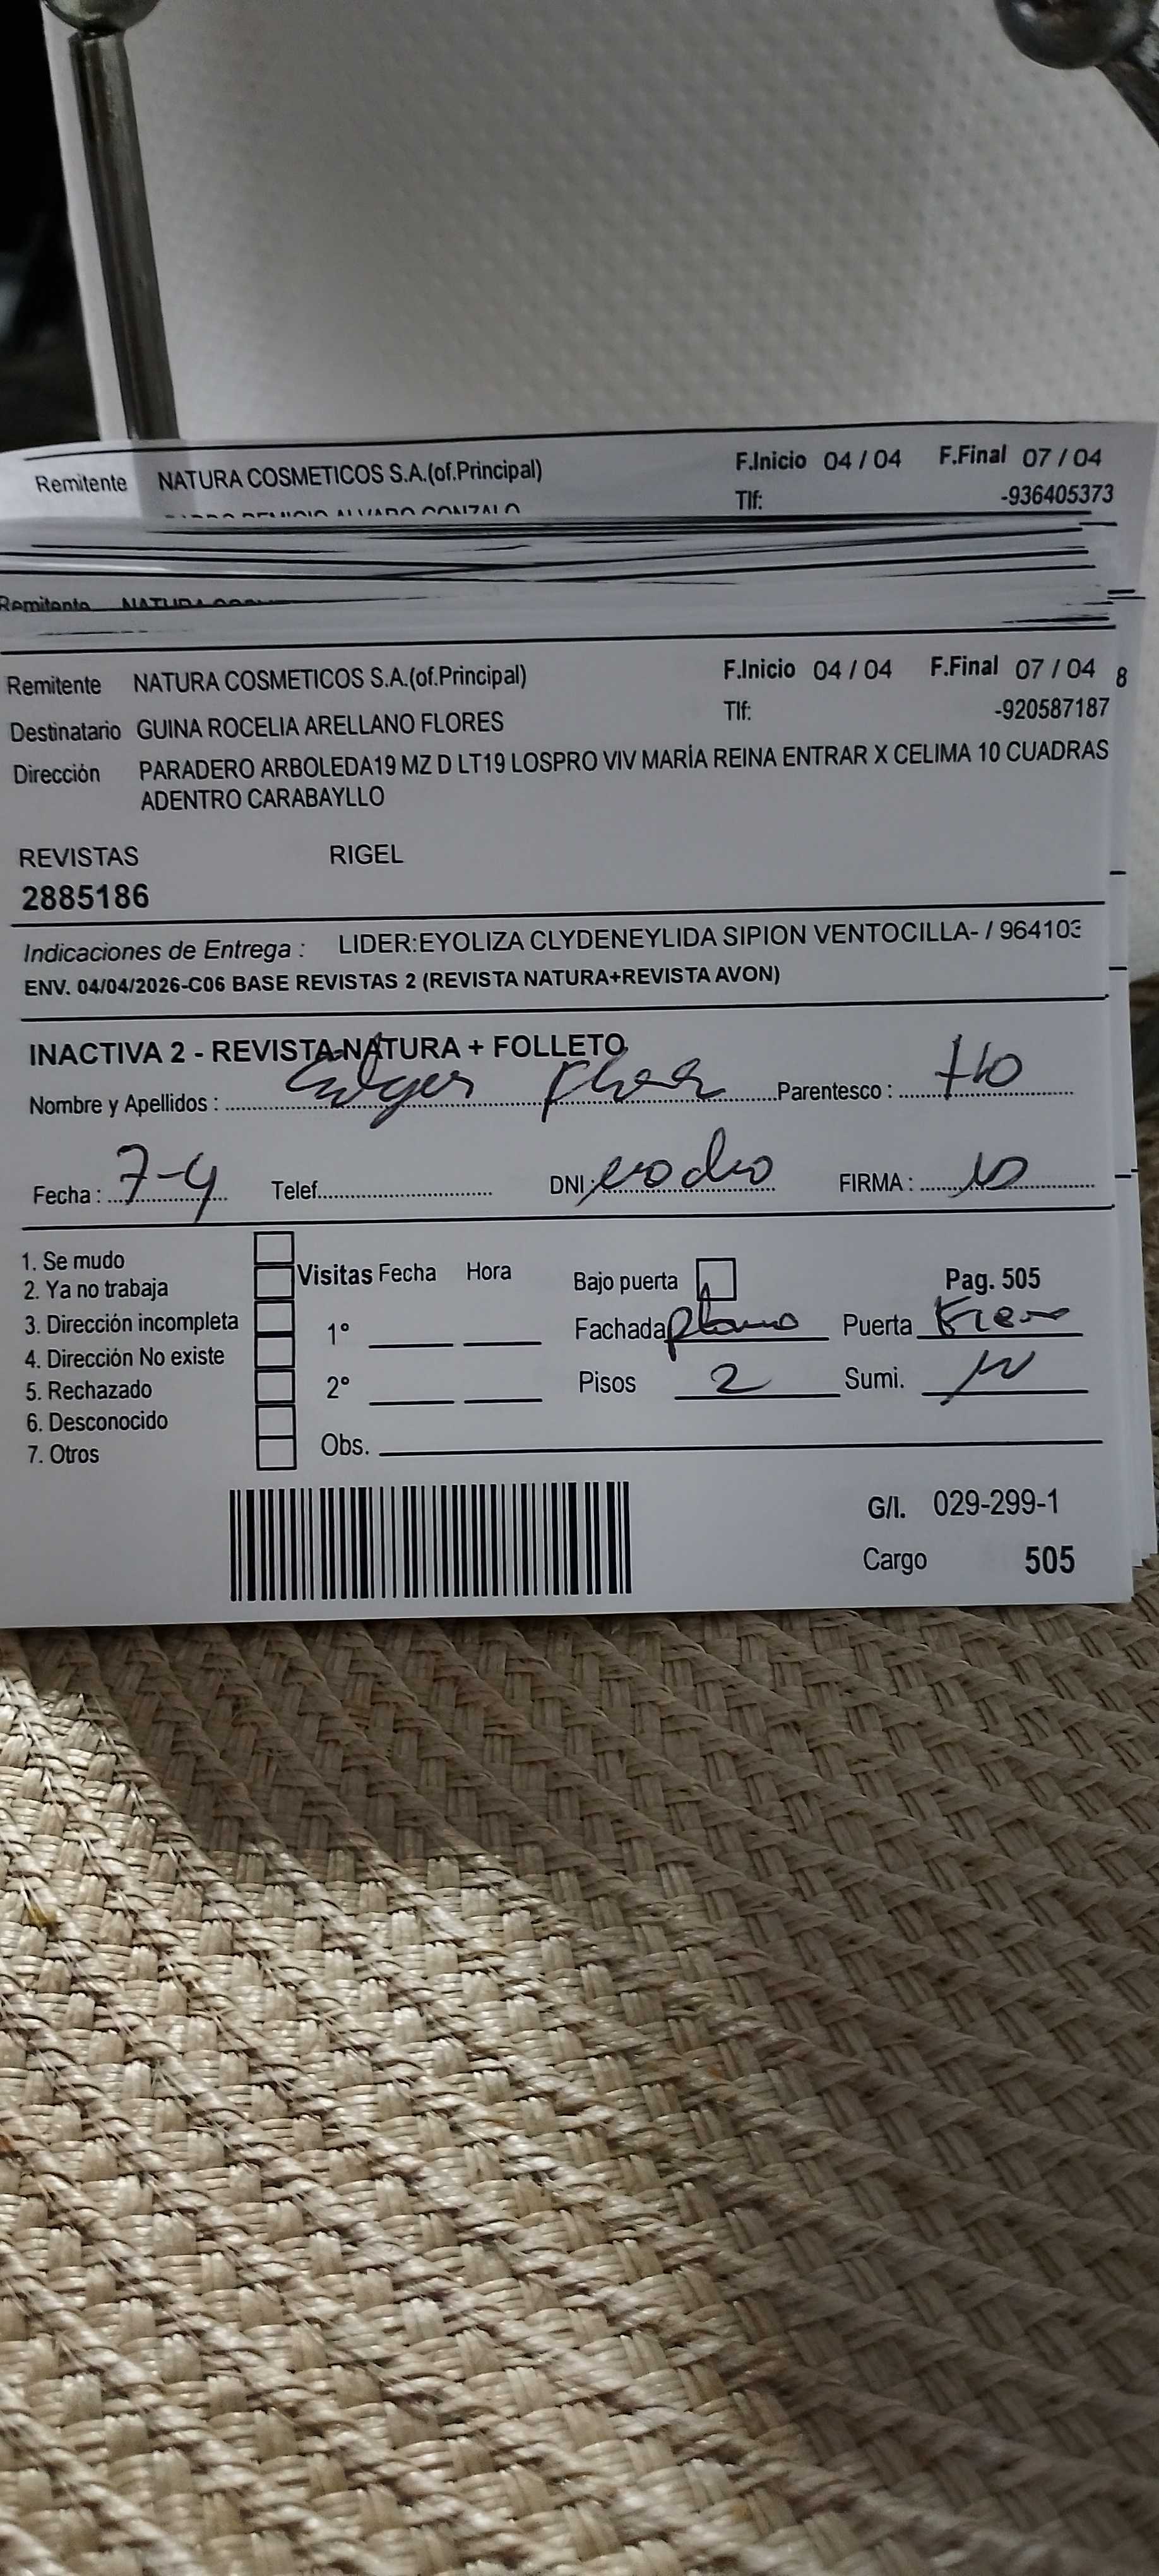 Remitente NATURA COSMETICOS S.A.(of.Principal) F.Inicio 04 / 04 F.Final 07 / 04
Tlf: -936405373
Remitente NATURA
Remitente NATURA COSMETICOS S.A.(of.Principal) F.Inicio 04 / 04 F.Final 07 / 04 8
Destinatario GUINA ROCELIA ARELLANO FLORES Tlf: -920587187
Dirección PARADERO ARBOLEDA19 MZ D LT19 LOSPRO VIV MARÍA REINA ENTRAR X CELIMA 10 CUADRAS
ADENTRO CARABAYLLO
REVISTAS RIGEL
2885186
Indicaciones de Entrega : LIDER:EYOLIZA CLYDENEYLIDA SIPION VENTOCILLA- / 964103
ENV. 04/04/2026-C06 BASE REVISTAS 2 (REVISTA NATURA+REVISTA AVON)
INACTIVA 2 - REVISTA NATURA + FOLLETO
Nombre y Apellidos : Parentesco :
Fecha : 7-4 Telef. DNI : FIRMA :
1. Se mudo
2. Ya no trabaja Visitas Fecha Hora Bajo puerta Pag. 505
3. Dirección incompleta 1° Fachada Puerta
4. Dirección No existe
5. Rechazado 2° Pisos 2 Sumi.
6. Desconocido
7. Otros Obs.
G/I. 029-299-1
Cargo 505